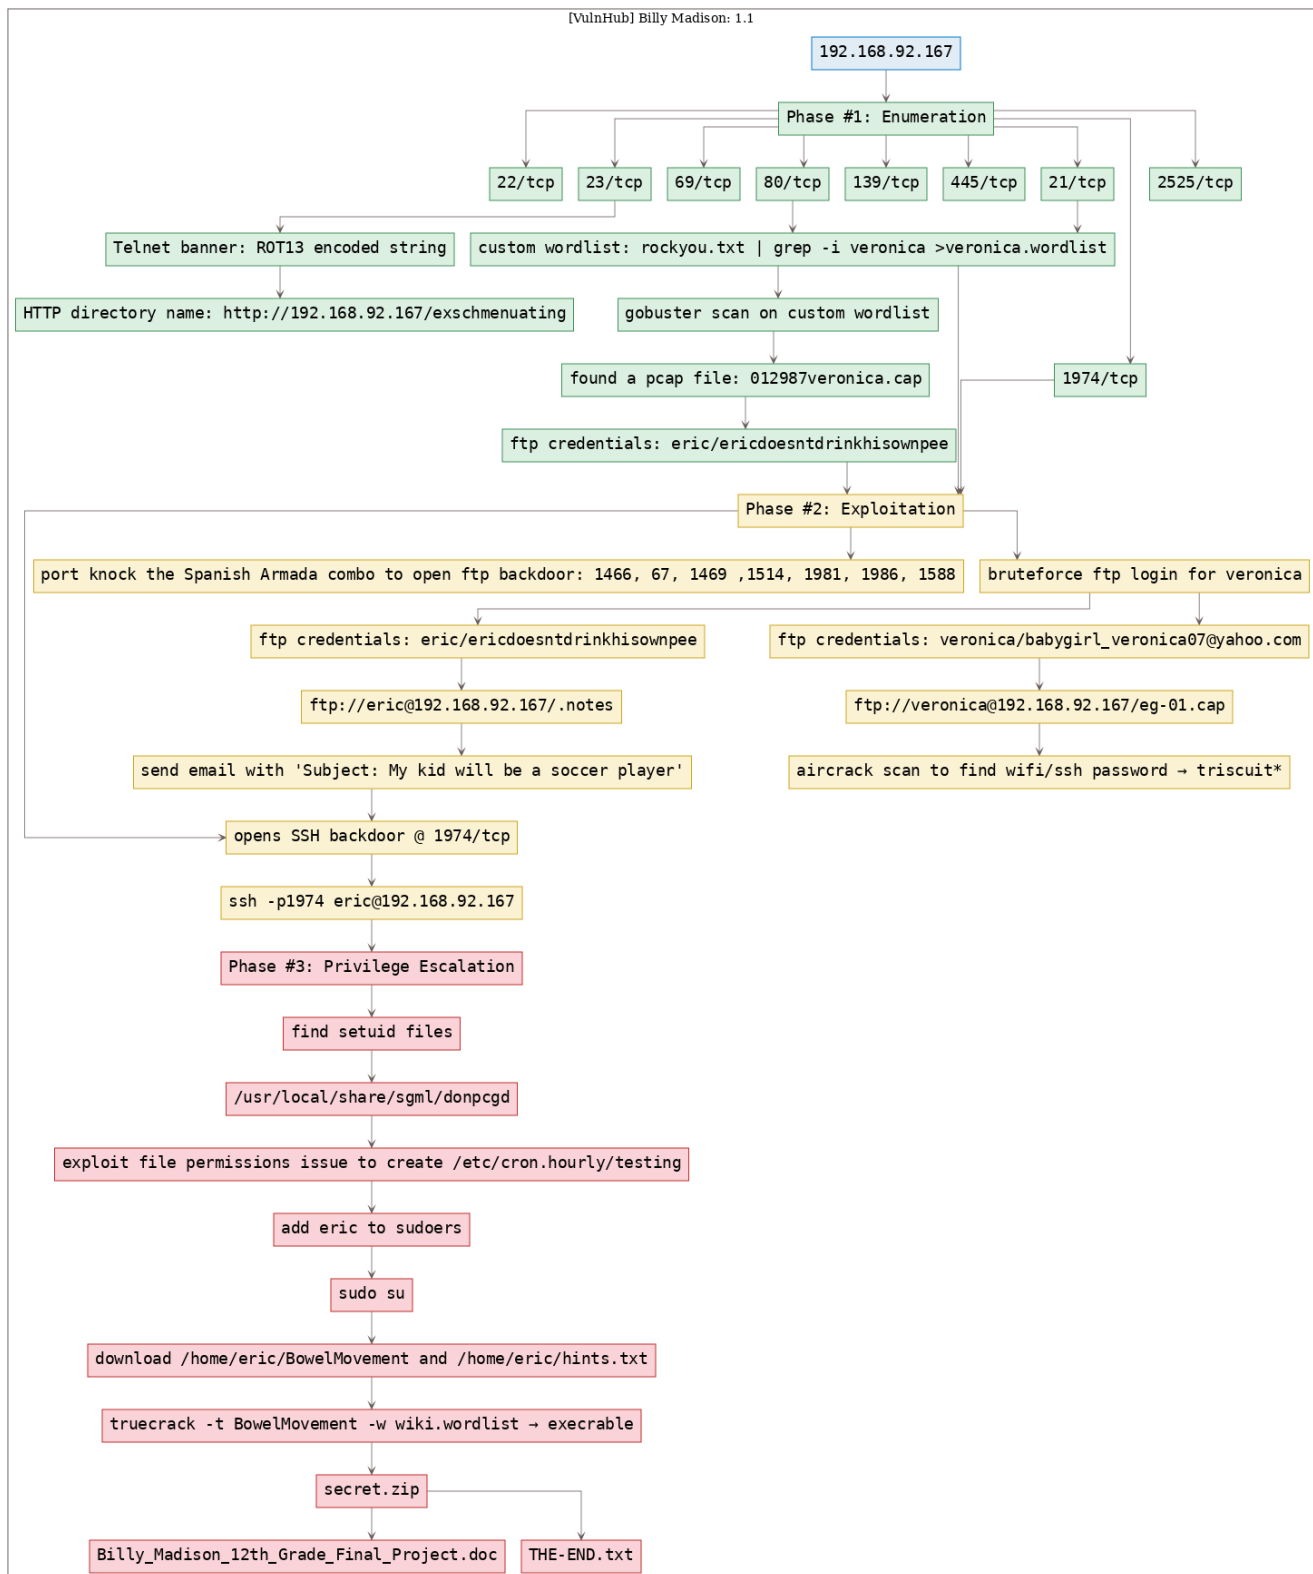 [VulnHub] Billy Madison: 1.1
192.168.92.167
Phase #1: Enumeration
22/tcp
23/tcp
69/tcp
80/tcp
139/tcp
445/tcp
21/tcp
2525/tcp
Telnet banner: ROT13 encoded string
custom wordlist: rockyou.txt | grep -i veronica >veronica.wordlist
HTTP directory name: http://192.168.92.167/exschmenuating
gobuster scan on custom wordlist
found a pcap file: 012987veronica.cap
1974/tcp
ftp credentials: eric/ericdoesntdrinkhisownpee
Phase #2: Exploitation
port knock the Spanish Armada combo to open ftp backdoor: 1466, 67, 1469 ,1514, 1981, 1986, 1588
bruteforce ftp login for veronica
ftp credentials: eric/ericdoesntdrinkhisownpee
ftp credentials: veronica/babygirl_veronica07@yahoo.com
ftp://eric@192.168.92.167/.notes
ftp://veronica@192.168.92.167/eg-01.cap
send email with 'Subject: My kid will be a soccer player'
aircrack scan to find wifi/ssh password → triscuit*
opens SSH backdoor @ 1974/tcp
ssh -p1974 eric@192.168.92.167
Phase #3: Privilege Escalation
find setuid files
/usr/local/share/sgml/donpcgd
exploit file permissions issue to create /etc/cron.hourly/testing
add eric to sudoers
sudo su
download /home/eric/BowelMovement and /home/eric/hints.txt
truecrack -t BowelMovement -w wiki.wordlist → execrable
secret.zip
Billy_Madison_12th_Grade_Final_Project.doc
THE-END.txt